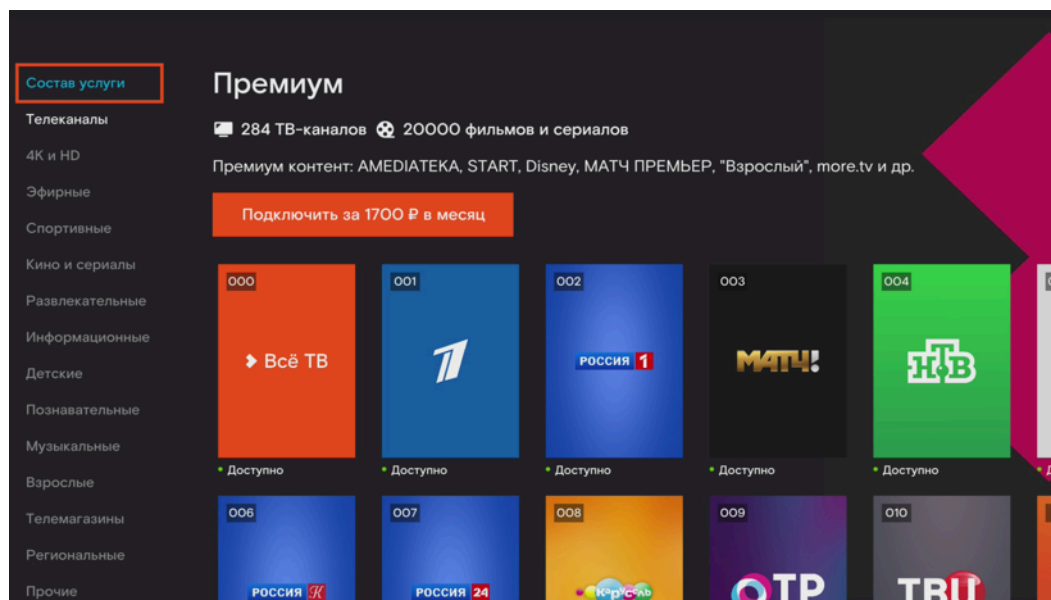 Состав услуги
Телеканалы
4К и HD
Эфирные
Спортивные
Кино и сериалы
Развлекательные
Информационные
Детские
Познавательные
Музыкальные
Взрослые
Телемагазины
Региональные
Прочие
Премиум
284 ТВ-каналов 20000 фильмов и сериалов
Премиум контент: AMEDIATEKA, START, Disney, МАТЧ ПРЕМЬЕР, "Взрослый", more.tv и др.
Подключить за 1700 ₽ в месяц
000 001 002 003 004
Всё ТВ 1 РОССИЯ 1 МАТЧ! НТВ
Доступно Доступно Доступно Доступно Доступно
006 007 008 009 010
РОССИЯ К РОССИЯ 24 Карусель ОТР ТВЦ